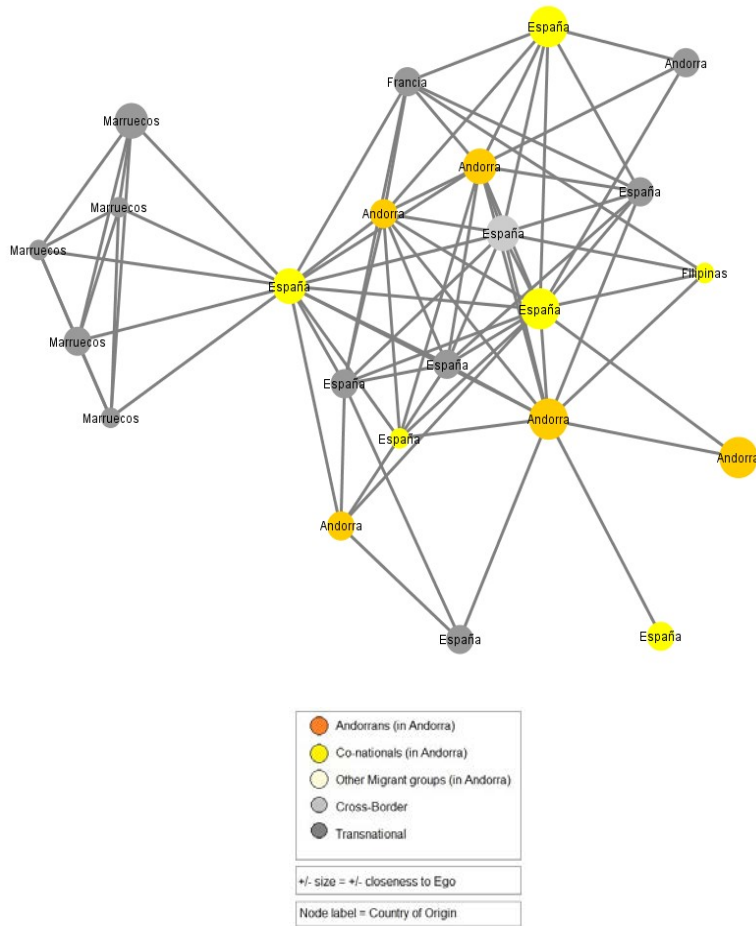 España
Andorra
Francia
Marruecos
Andorra
España
Marruecos
Andorra
España
Marruecos
Filipinas
España
España
Marruecos
España
España
Marruecos
Andorra
España
Andorra
Andorra
España
España
Andorrans (in Andorra)
Co-nationals (in Andorra)
Other Migrant groups (in Andorra)
Cross-Border
Transnational
+/- size = +/- closeness to Ego
Node label = Country of Origin